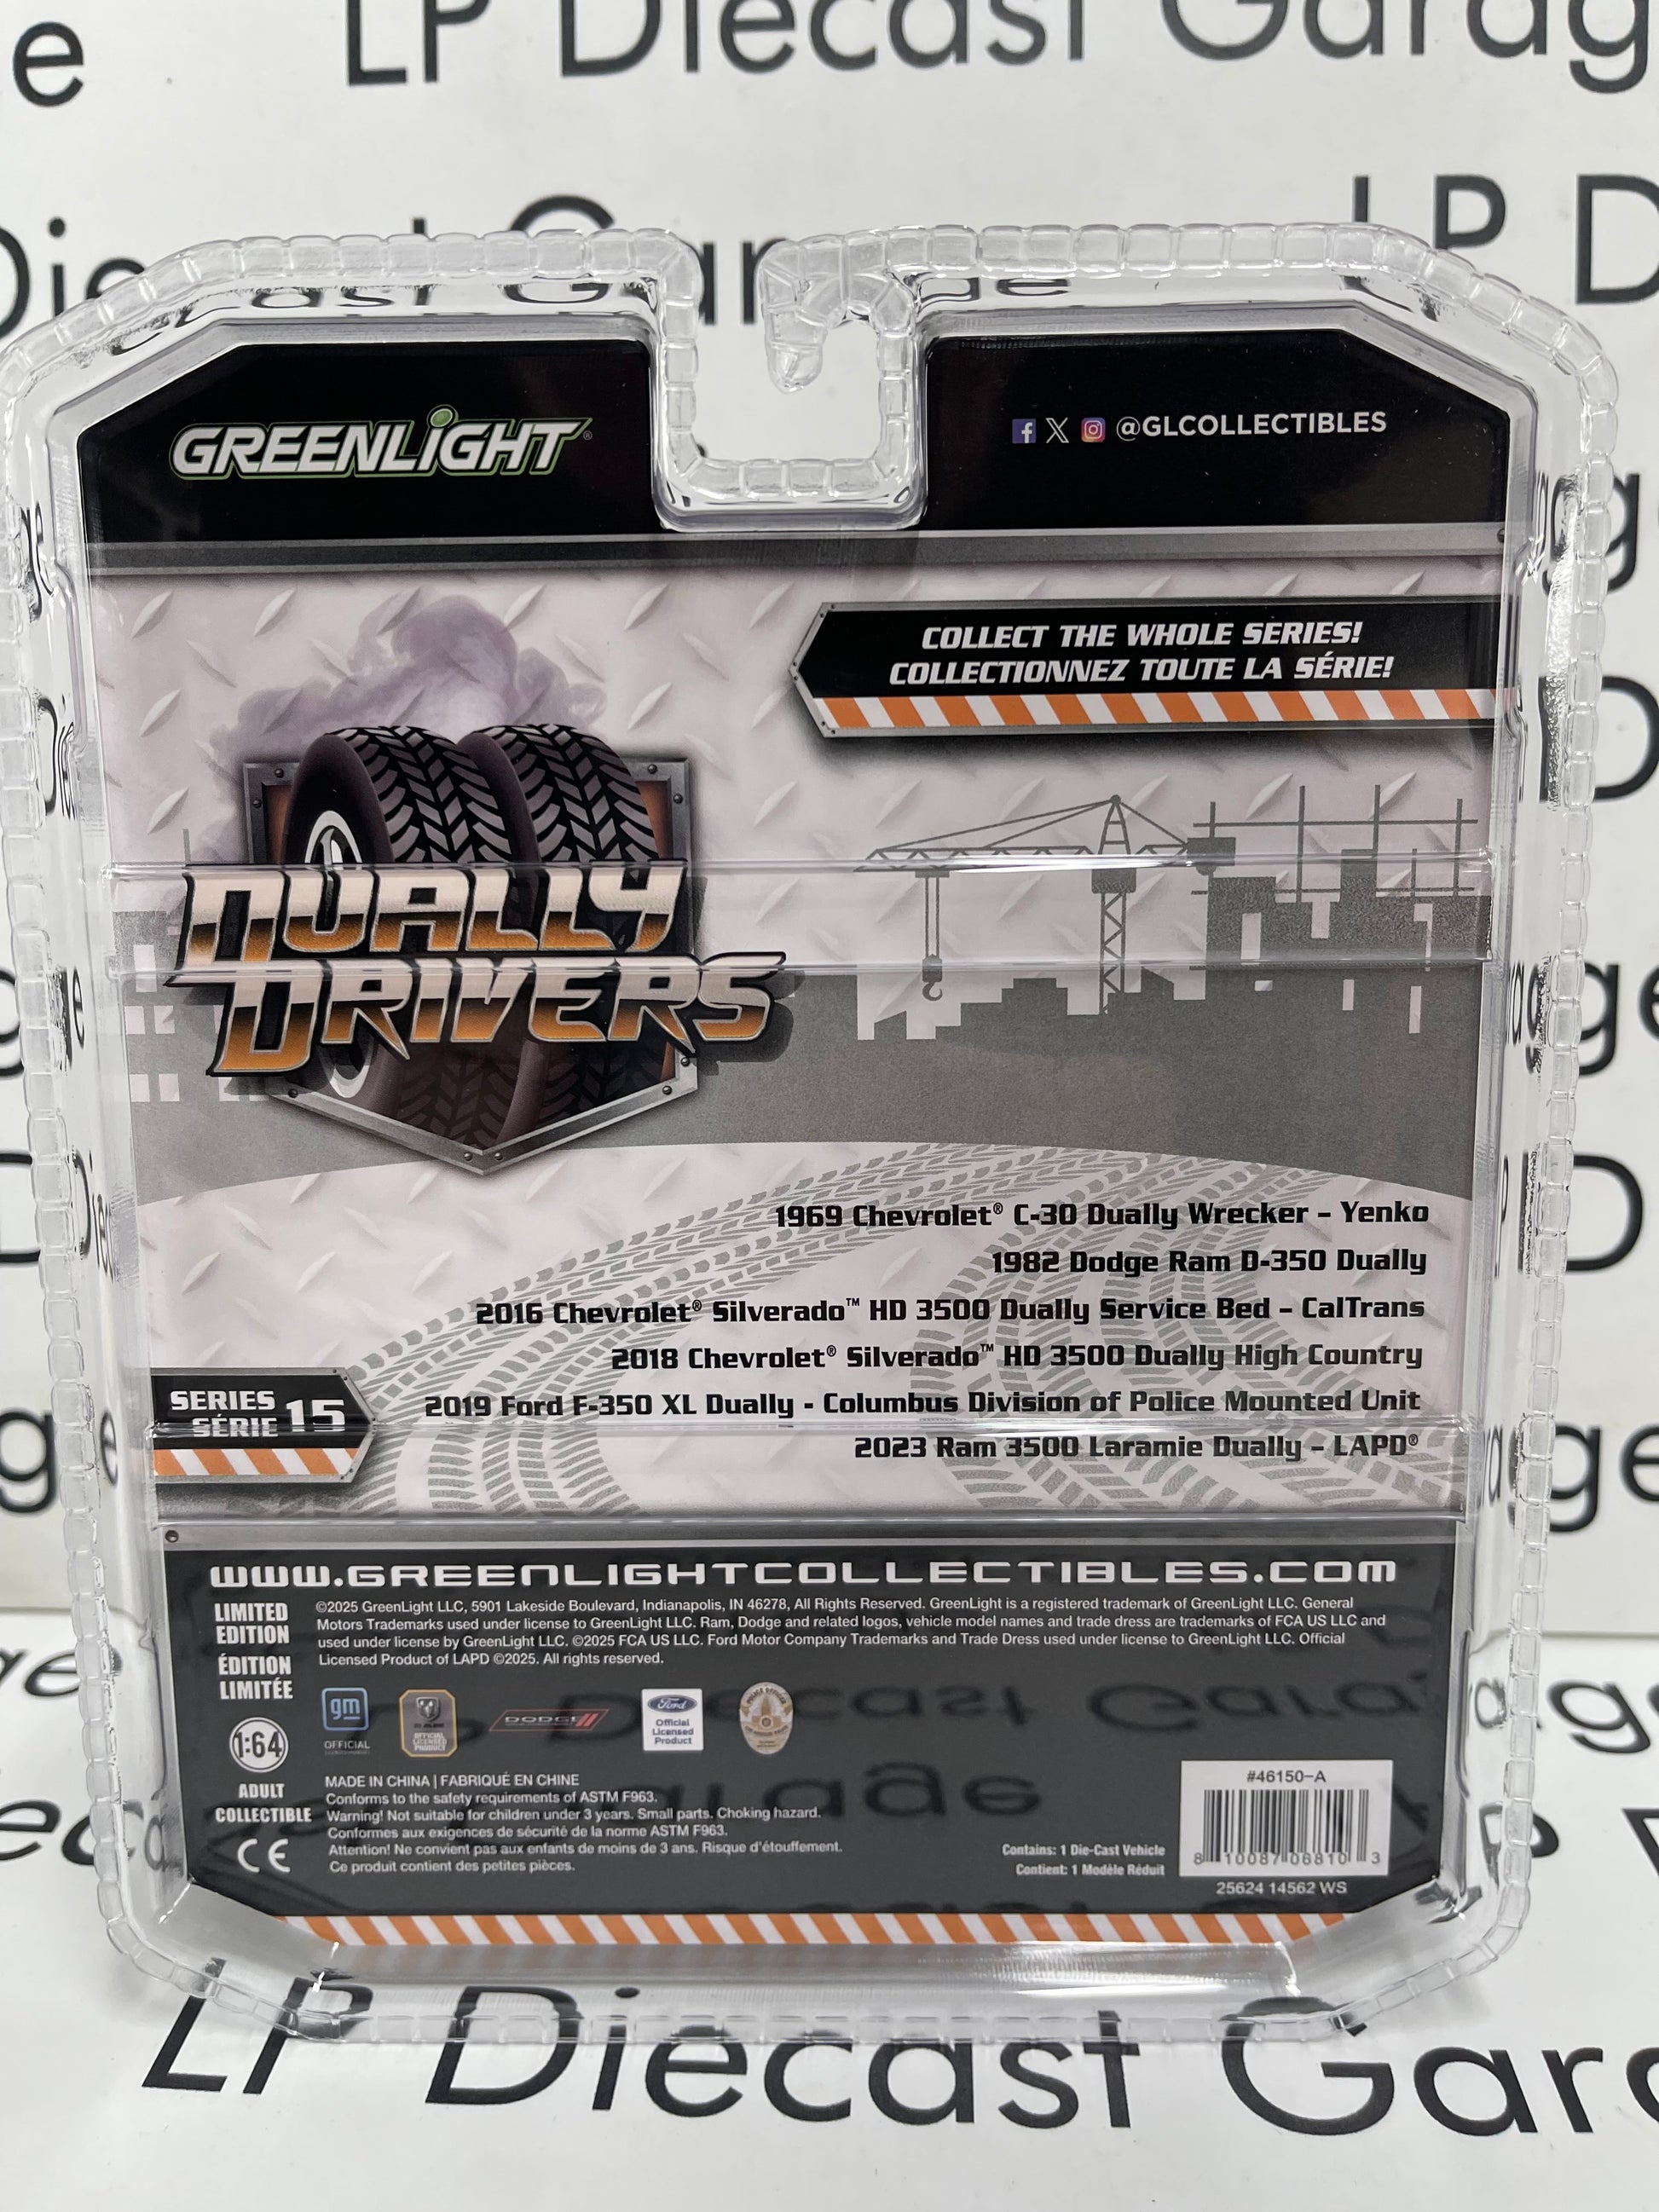 e LP Diecast Garag
Diecast Garage LP D
GREENLiGHT®
@GLCOLLECTIBLES
COLLECT THE WHOLE SERIES!
COLLECTIONNEZ TOUTE LA SÉRIE!
DUALLY
DRIVERS
1969 Chevrolet® C-30 Dually Wrecker – Yenko
1982 Dodge Ram D-350 Dually
2016 Chevrolet® Silverado™ HD 3500 Dually Service Bed – CalTrans
2018 Chevrolet® Silverado™ HD 3500 Dually High Country
2019 Ford F-350 XL Dually - Columbus Division of Police Mounted Unit
2023 Ram 3500 Laramie Dually – LAPD®
SERIES
SÉRIE 15
www.GREENLIGHTCOLLECTIBLES.COM
LIMITED
EDITION
ÉDITION
LIMITÉE
©2025 GreenLight LLC, 5901 Lakeside Boulevard, Indianapolis, IN 46278, All Rights Reserved. GreenLight is a registered trademark of GreenLight LLC. General
Motors Trademarks used under license to GreenLight LLC. Ram, Dodge and related logos, vehicle model names and trade dress are trademarks of FCA US LLC and
used under license by GreenLight LLC. ©2025 FCA US LLC. Ford Motor Company Trademarks and Trade Dress used under license to GreenLight LLC. Official
Licensed Product of LAPD ©2025. All rights reserved.
gm
OFFICIAL
RAM
OFFICIAL
LICENSED
PRODUCT
DODGE
Ford
Official
Licensed
Product
1:64
ADULT
COLLECTIBLE
CE
MADE IN CHINA | FABRIQUÉ EN CHINE
Conforms to the safety requirements of ASTM F963.
Warning! Not suitable for children under 3 years. Small parts. Choking hazard.
Conformes aux exigences de sécurité de la norme ASTM F963.
Attention! Ne convient pas aux enfants de moins de 3 ans. Risque d'étouffement.
Ce produit contient des petites pièces.
Contains: 1 Die-Cast Vehicle
Contient: 1 Modèle Réduit
#46150-A
8 10087 06810 3
25624 14562 WS
LP Diecast Gara